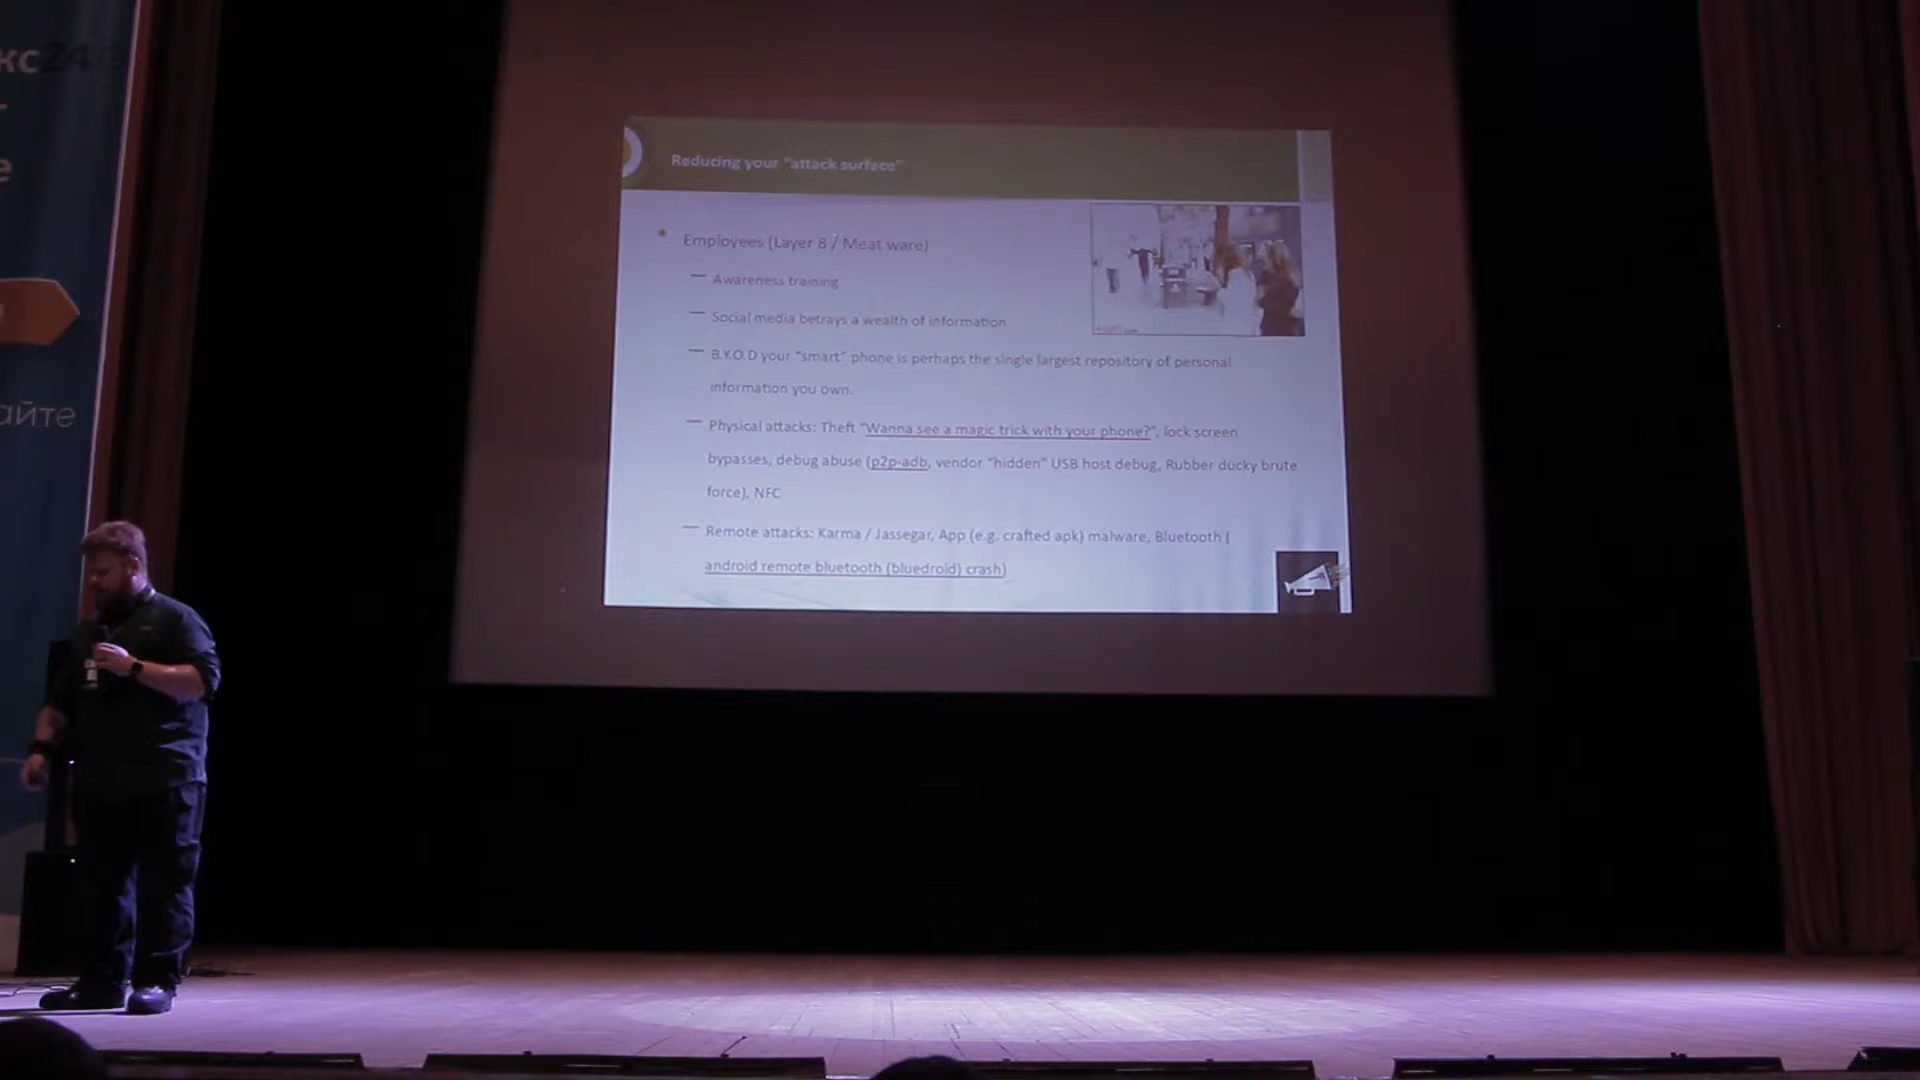 кс24
е
айте
Reducing your "attack surface"
Employees (Layer 8 / Meat ware)
— Awareness training
— Social media betrays a wealth of information
— B.Y.O.D your "smart" phone is perhaps the single largest repository of personal
information you own.
— Physical attacks: Theft "Wanna see a magic trick with your phone?", lock screen
bypasses, debug abuse (p2p-adb, vendor "hidden" USB host debug, Rubber ducky brute
force), NFC
— Remote attacks: Karma / Jassegar, App (e.g. crafted apk) malware, Bluetooth (
android remote bluetooth (bluedroid) crash)